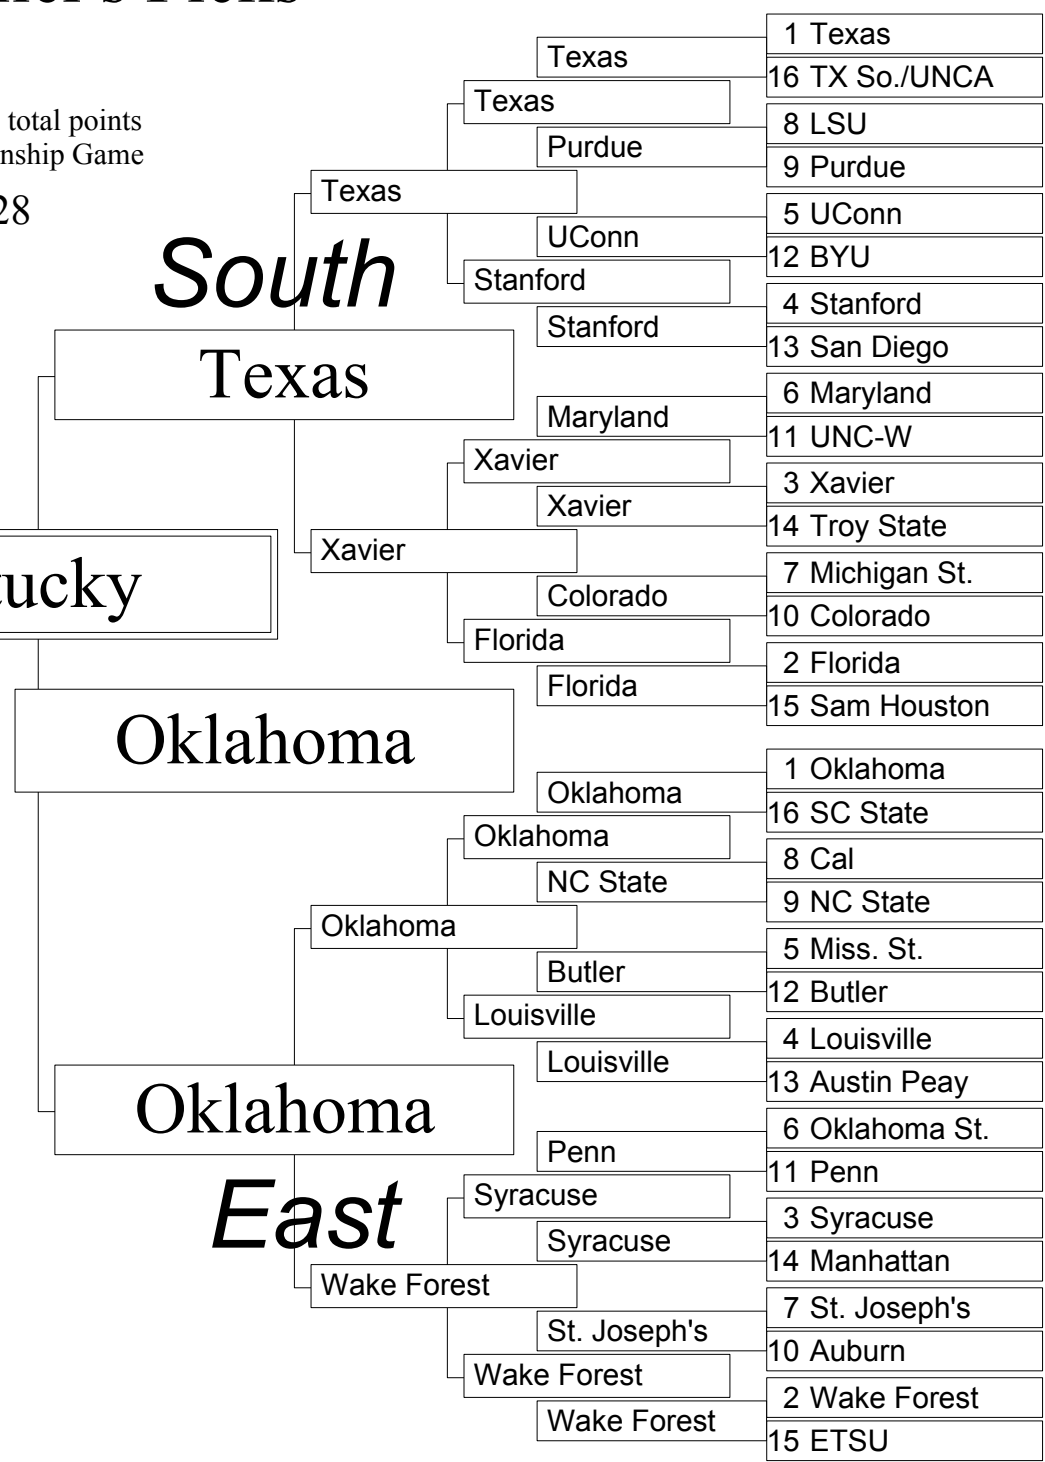 total points
Game
28
South
1 Texas
16 TX So./UNCA
8 LSU
9 Purdue
5 UConn
12 BYU
4 Stanford
13 San Diego
6 Maryland
11 UNC-W
3 Xavier
14 Troy State
7 Michigan St.
10 Colorado
2 Florida
15 Sam Houston
Texas
Purdue
UConn
Stanford
Maryland
Xavier
Colorado
Florida
Texas
Stanford
Xavier
Florida
Texas
Xavier
Texas
tucky
Oklahoma
East
1 Oklahoma
16 SC State
8 Cal
9 NC State
5 Miss. St.
12 Butler
4 Louisville
13 Austin Peay
6 Oklahoma St.
11 Penn
3 Syracuse
14 Manhattan
7 St. Joseph's
10 Auburn
2 Wake Forest
15 ETSU
Oklahoma
NC State
Butler
Louisville
Penn
Syracuse
St. Joseph's
Wake Forest
Oklahoma
Louisville
Syracuse
Wake Forest
Oklahoma
Wake Forest
Oklahoma